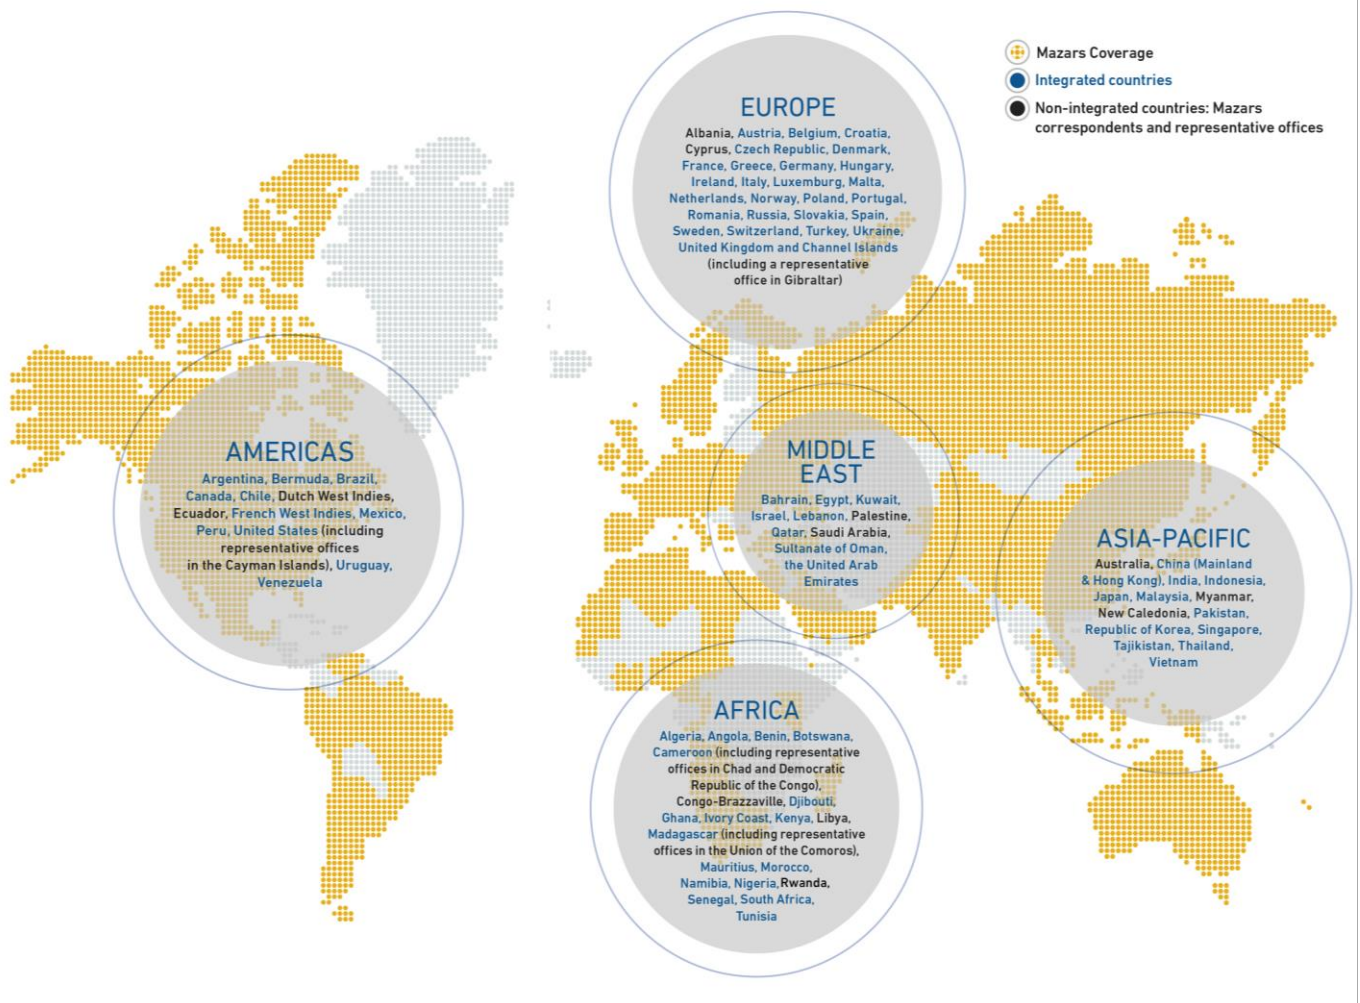 Mazars Coverage
Integrated countries
Non-integrated countries: Mazars
correspondents and representative offices
EUROPE
Albania, Austria, Belgium, Croatia,
Cyprus, Czech Republic, Denmark,
France, Greece, Germany, Hungary,
Ireland, Italy, Luxemburg, Malta,
Netherlands, Norway, Poland, Portugal,
Romania, Russia, Slovakia, Spain,
Sweden, Switzerland, Turkey, Ukraine,
United Kingdom and Channel Islands
(including a representative
office in Gibraltar)
AMERICAS
Argentina, Bermuda, Brazil,
Canada, Chile, Dutch West Indies,
Ecuador, French West Indies, Mexico,
Peru, United States (including
representative offices
in the Cayman Islands), Uruguay,
Venezuela
MIDDLE
EAST
Bahrain, Egypt, Kuwait,
Israel, Lebanon, Palestine,
Qatar, Saudi Arabia,
Sultanate of Oman,
the United Arab
Emirates
ASIA-PACIFIC
Australia, China (Mainland
& Hong Kong), India, Indonesia,
Japan, Malaysia, Myanmar,
New Caledonia, Pakistan,
Republic of Korea, Singapore,
Tajikistan, Thailand,
Vietnam
AFRICA
Algeria, Angola, Benin, Botswana,
Cameroon (including representative
offices in Chad and Democratic
Republic of the Congo),
Congo-Brazzaville, Djibouti,
Ghana, Ivory Coast, Kenya, Libya,
Madagascar (including representative
offices in the Union of the Comoros),
Mauritius, Morocco,
Namibia, Nigeria, Rwanda,
Senegal, South Africa,
Tunisia